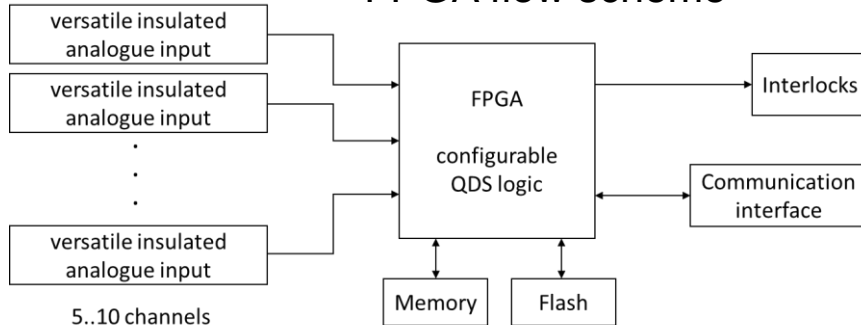 FPGA flow scheme
versatile insulated
analogue input
versatile insulated
analogue input
.
.
.
versatile insulated
analogue input
5..10 channels
FPGA
configurable
QDS logic
Interlocks
Communication
interface
Memory
Flash